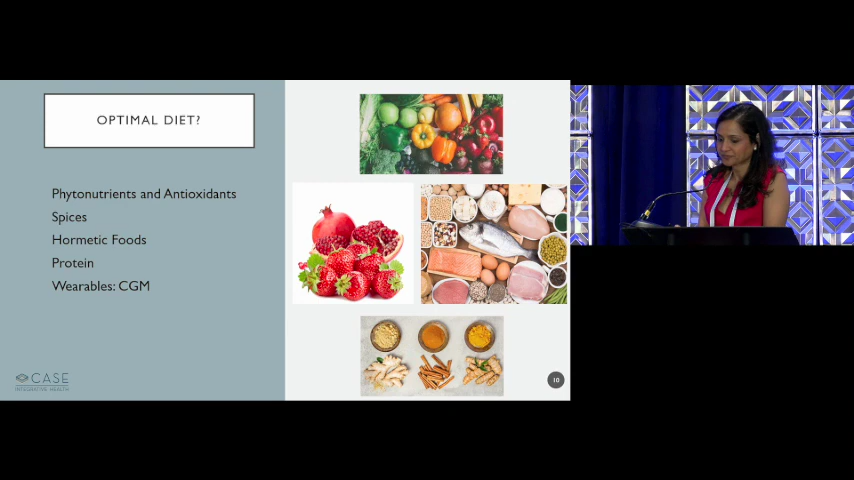 OPTIMAL DIET?
Phytonutrients and Antioxidants
Spices
Hormetic Foods
Protein
Wearables: CGM
CASE
INTEGRATIVE HEALTH
10